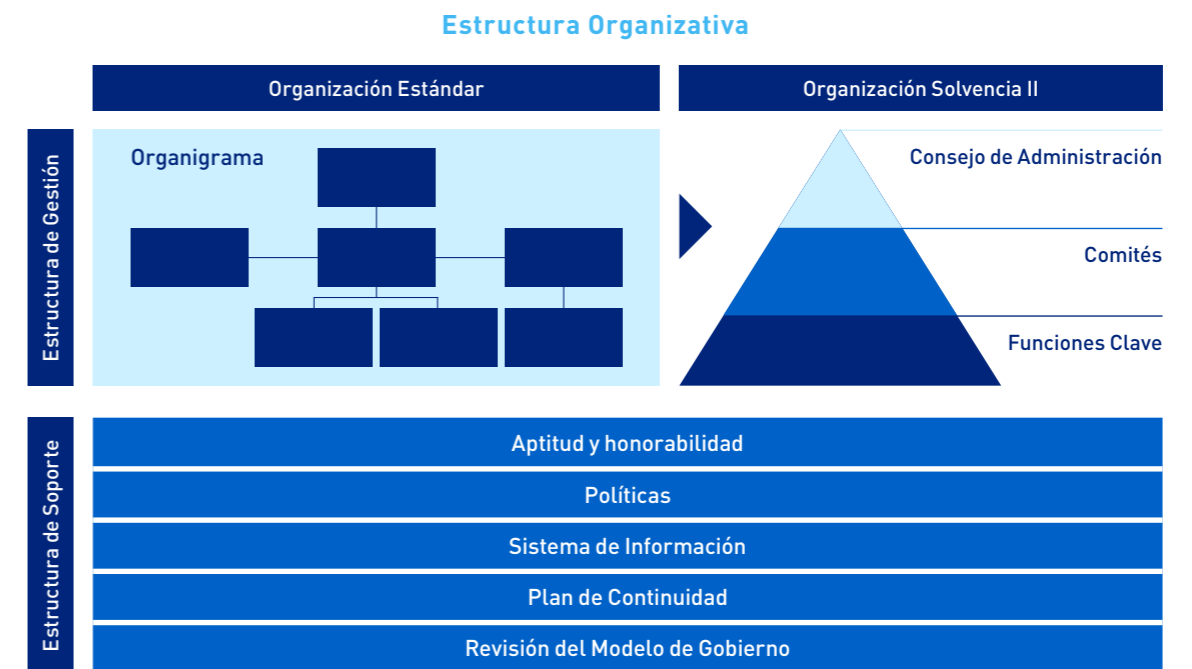 Estructura Organizativa
Organización Estándar
Organización Solvencia II
Estructura de Gestión
Organigrama
Consejo de Administración
Comités
Funciones Clave
Estructura de Soporte
Aptitud y honorabilidad
Políticas
Sistema de Información
Plan de Continuidad
Revisión del Modelo de Gobierno